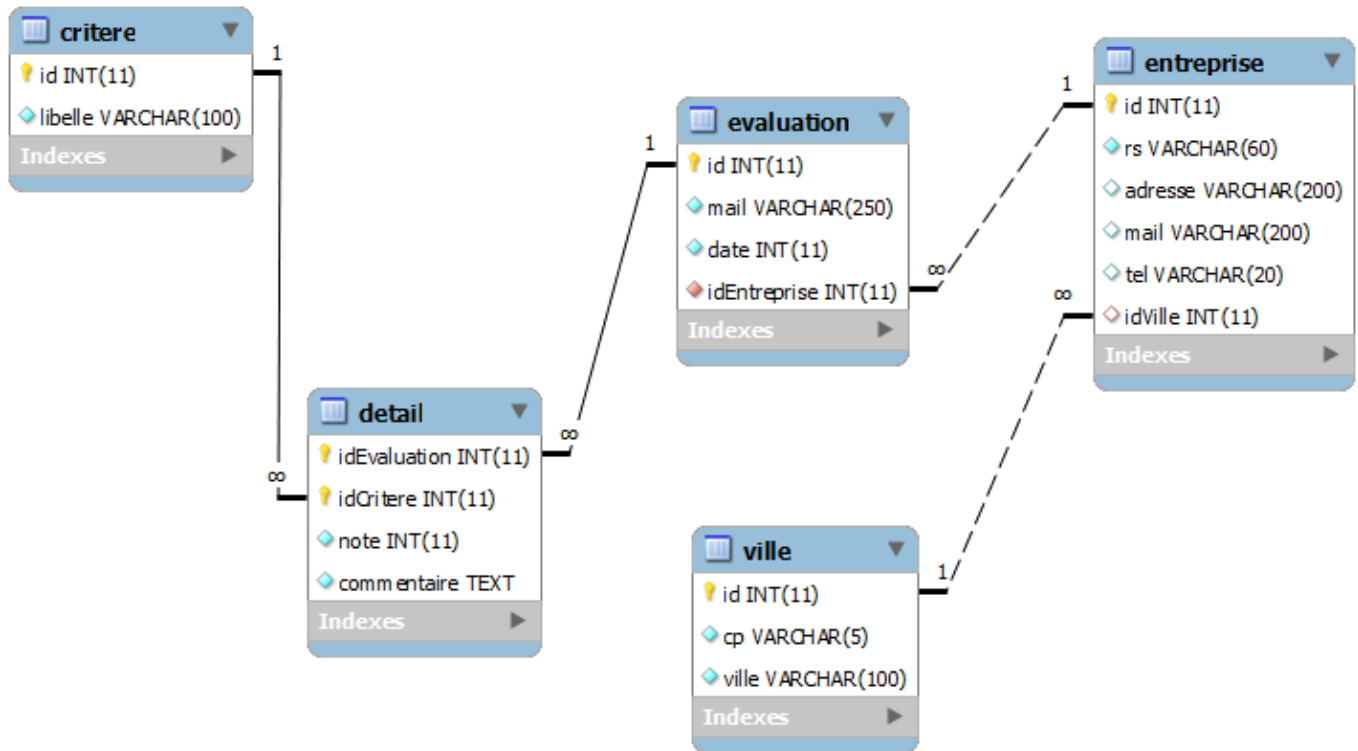 critere
id INT(11)
libelle VARCHAR(100)
Indexes
1
∞
evaluation
id INT(11)
mail VARCHAR(250)
date INT(11)
idEntreprise INT(11)
Indexes
1
∞
entreprise
id INT(11)
rs VARCHAR(60)
adresse VARCHAR(200)
mail VARCHAR(200)
tel VARCHAR(20)
idVille INT(11)
Indexes
1
∞
detail
idEvaluation INT(11)
idCritere INT(11)
note INT(11)
commentaire TEXT
Indexes
∞
ville
id INT(11)
cp VARCHAR(5)
ville VARCHAR(100)
Indexes
1